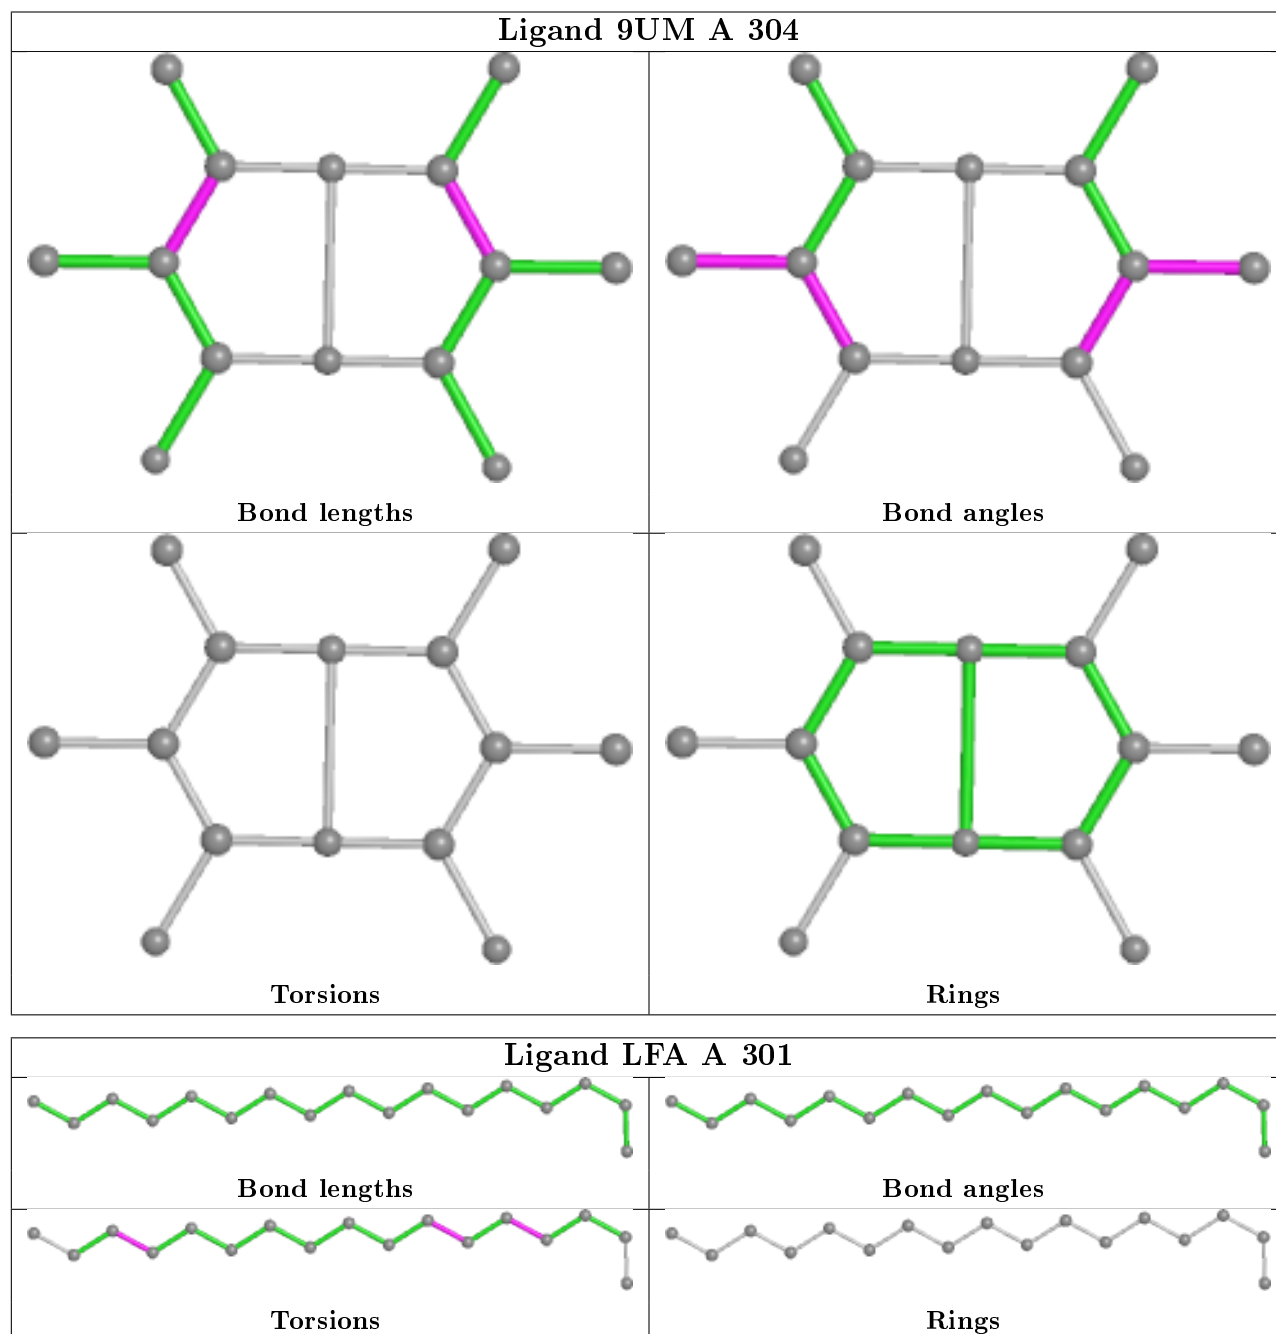 Ligand 9UM A 304
Bond lengths
Bond angles
Torsions
Rings
Ligand LFA A 301
Bond lengths
Bond angles
Torsions
Rings